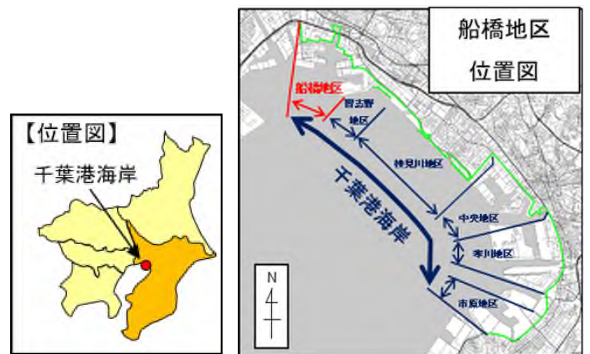 【位置図】
千葉港海岸
船橋地区
位置図
船橋地区
習志野
地区
検見川地区
中央地区
寒川地区
市原地区
千葉港海岸
N